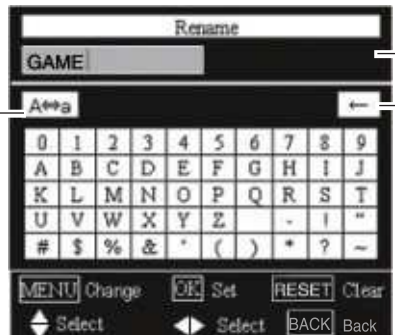 Rename
GAME
A⇔a ←
0 1 2 3 4 5 6 7 8 9
A B C D E F G H I J
K L M N O P Q R S T
U V W X Y Z - ! "
# $ % & ' ( ) * ? ~
MENU Change OK Set RESET Clear
Select Select BACK Back